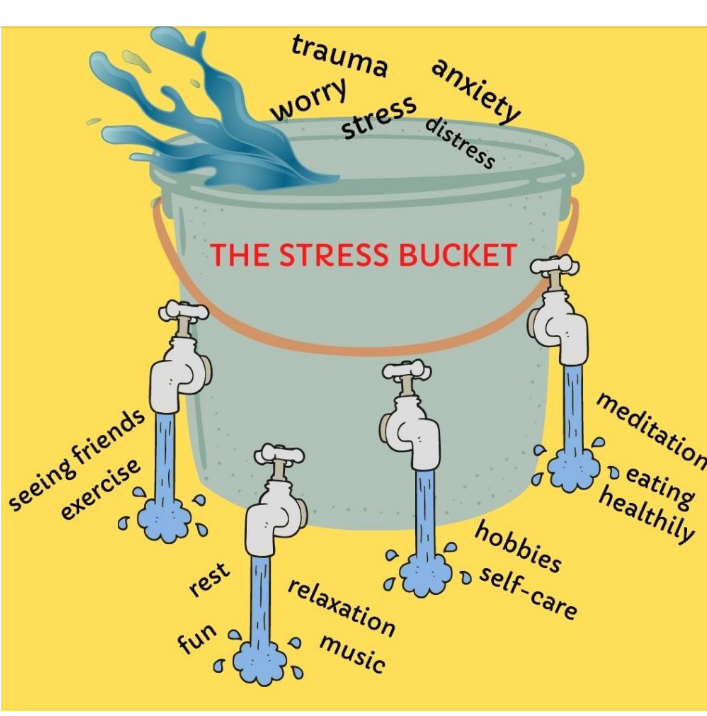 trauma
anxiety
worry
stress
distress
THE STRESS BUCKET
seeing friends
exercise
meditation
eating
healthily
hobbies
self-care
rest
relaxation
fun
music